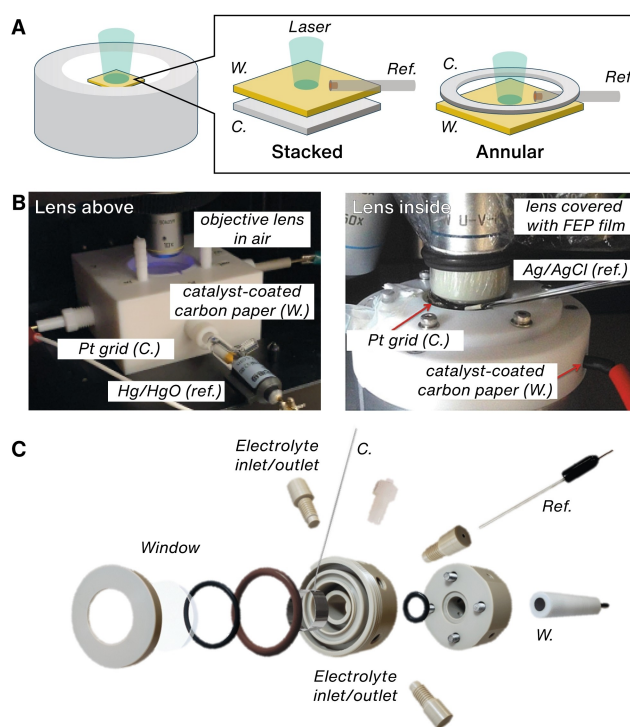 A
Laser
W.
Ref.
C.
Stacked
C.
Ref
W.
Annular
B
Lens above
objective lens
in air
catalyst-coated
carbon paper (W.)
Pt grid (C.)
Hg/HgO (ref.)
Lens inside
U-V
lens covered
with FEP film
Ag/AgCl (ref.)
Pt grid (C.)
catalyst-coated
carbon paper (W.)
C
Electrolyte
inlet/outlet
C.
Ref.
Window
W.
Electrolyte
inlet/outlet